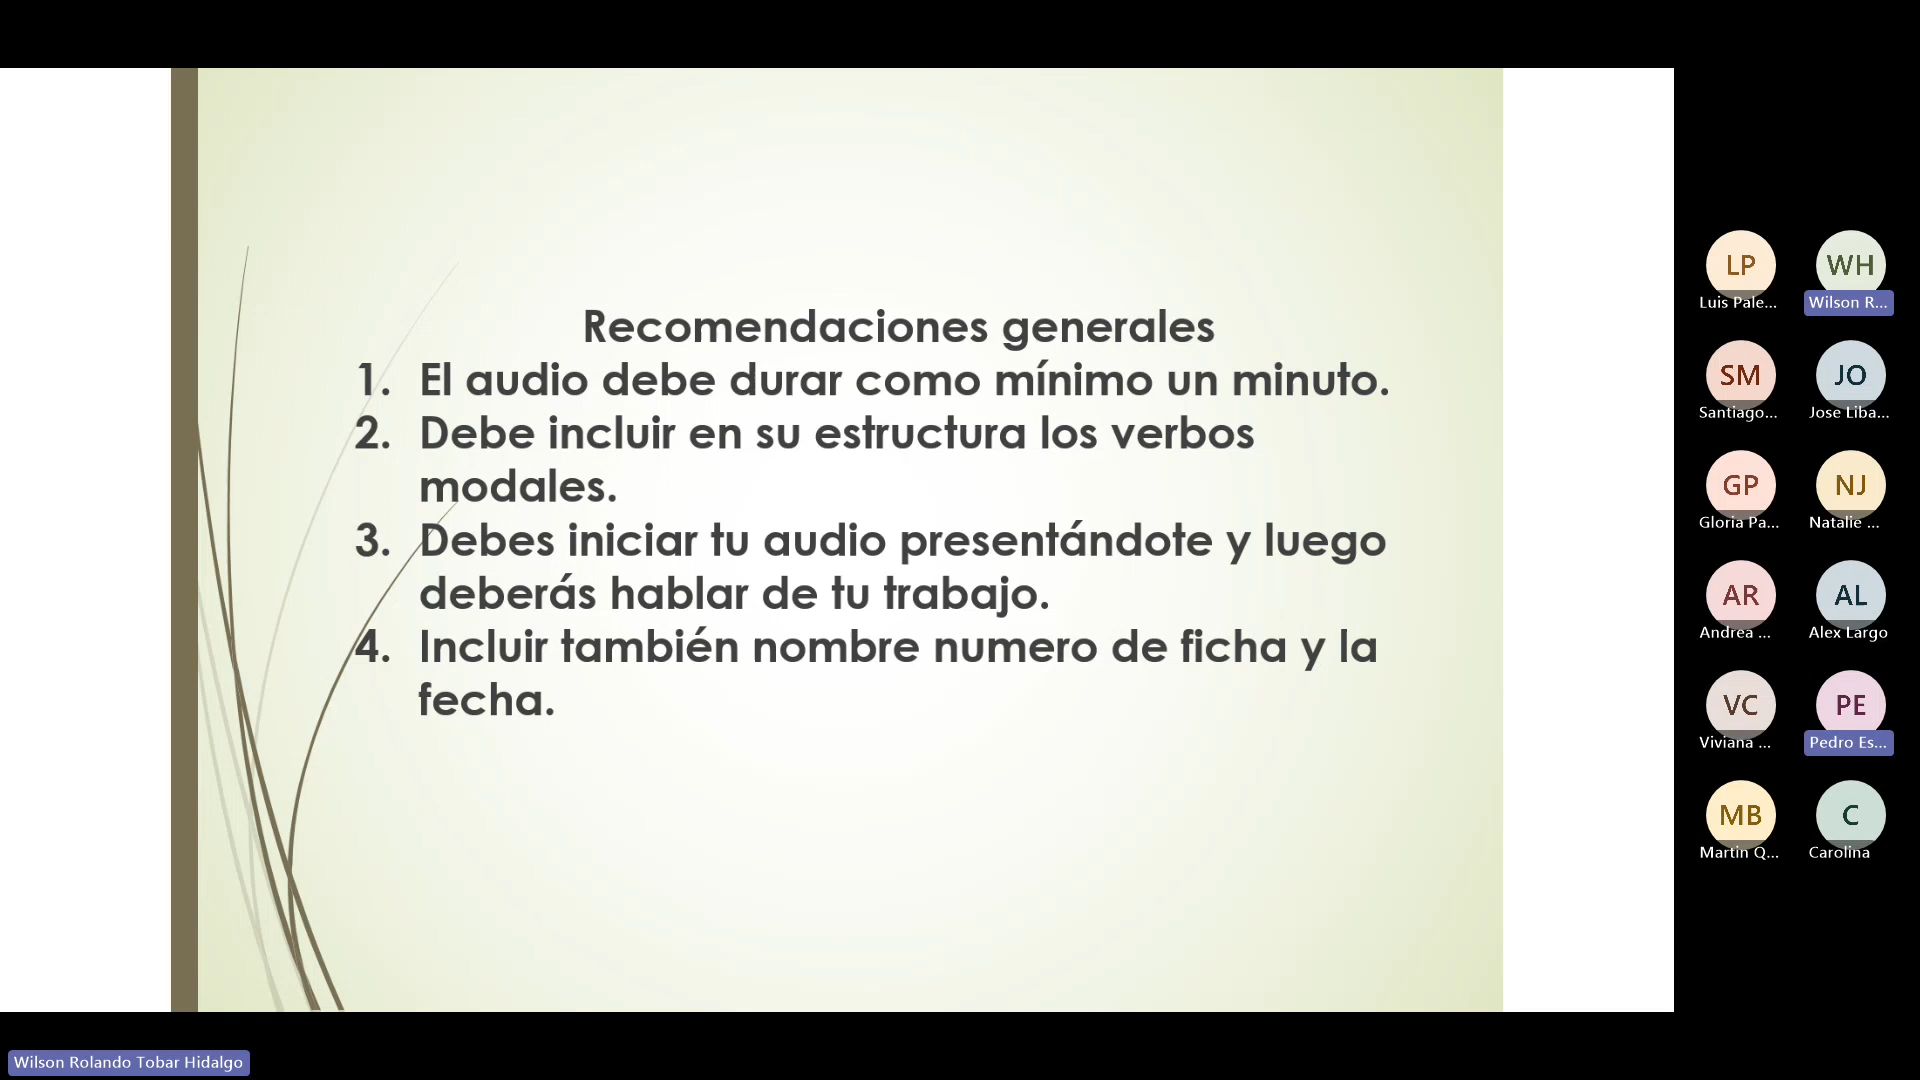 Recomendaciones generales
1. El audio debe durar como mínimo un minuto.
2. Debe incluir en su estructura los verbos
modales.
3. Debes iniciar tu audio presentándote y luego
deberás hablar de tu trabajo.
4. Incluir también nombre numero de ficha y la
fecha.
LP WH
Luis Pale... Wilson R...
SM JO
Santiago... Jose Liba...
GP NJ
Gloria Pa... Natalie ...
AR AL
Andrea ... Alex Largo
VC PE
Viviana ... Pedro Es...
MB C
Martin Q... Carolina
Wilson Rolando Tobar Hidalgo